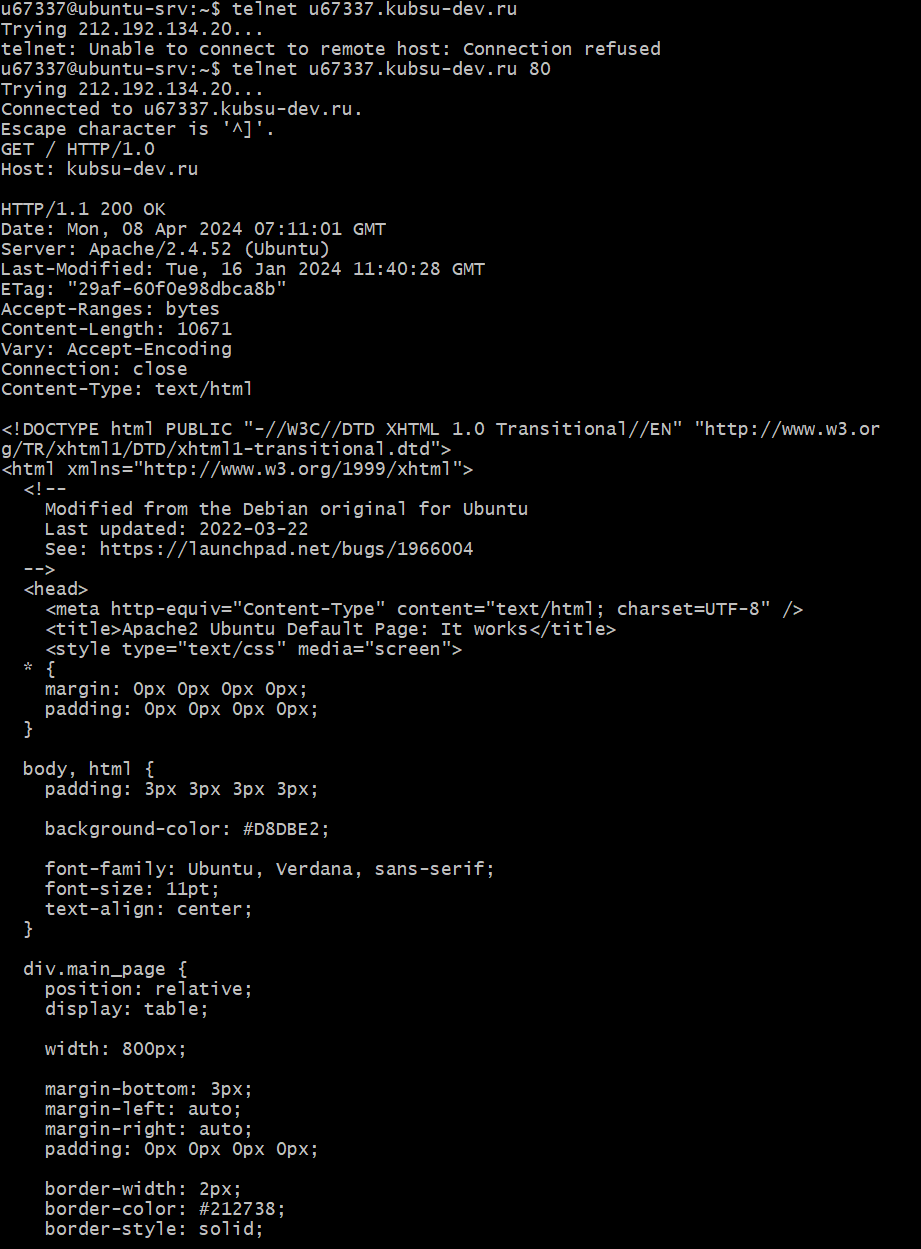 u67337@ubuntu-srv:~$ telnet u67337.kubsu-dev.ru
Trying 212.192.134.20...
telnet: Unable to connect to remote host: Connection refused
u67337@ubuntu-srv:~$ telnet u67337.kubsu-dev.ru 80
Trying 212.192.134.20...
Connected to u67337.kubsu-dev.ru.
Escape character is '^]'.
GET / HTTP/1.0
Host: kubsu-dev.ru

HTTP/1.1 200 OK
Date: Mon, 08 Apr 2024 07:11:01 GMT
Server: Apache/2.4.52 (Ubuntu)
Last-Modified: Tue, 16 Jan 2024 11:40:28 GMT
ETag: "29af-60f0e98dbca8b"
Accept-Ranges: bytes
Content-Length: 10671
Vary: Accept-Encoding
Connection: close
Content-Type: text/html

<!DOCTYPE html PUBLIC "-//W3C//DTD XHTML 1.0 Transitional//EN" "http://www.w3.or
g/TR/xhtml1/DTD/xhtml1-transitional.dtd">
<html xmlns="http://www.w3.org/1999/xhtml">
  <!--
    Modified from the Debian original for Ubuntu
    Last updated: 2022-03-22
    See: https://launchpad.net/bugs/1966004
  -->
  <head>
    <meta http-equiv="Content-Type" content="text/html; charset=UTF-8" />
    <title>Apache2 Ubuntu Default Page: It works</title>
    <style type="text/css" media="screen">
  * {
    margin: 0px 0px 0px 0px;
    padding: 0px 0px 0px 0px;
  }

  body, html {
    padding: 3px 3px 3px 3px;

    background-color: #D8DBE2;

    font-family: Ubuntu, Verdana, sans-serif;
    font-size: 11pt;
    text-align: center;
  }

  div.main_page {
    position: relative;
    display: table;

    width: 800px;

    margin-bottom: 3px;
    margin-left: auto;
    margin-right: auto;
    padding: 0px 0px 0px 0px;

    border-width: 2px;
    border-color: #212738;
    border-style: solid;